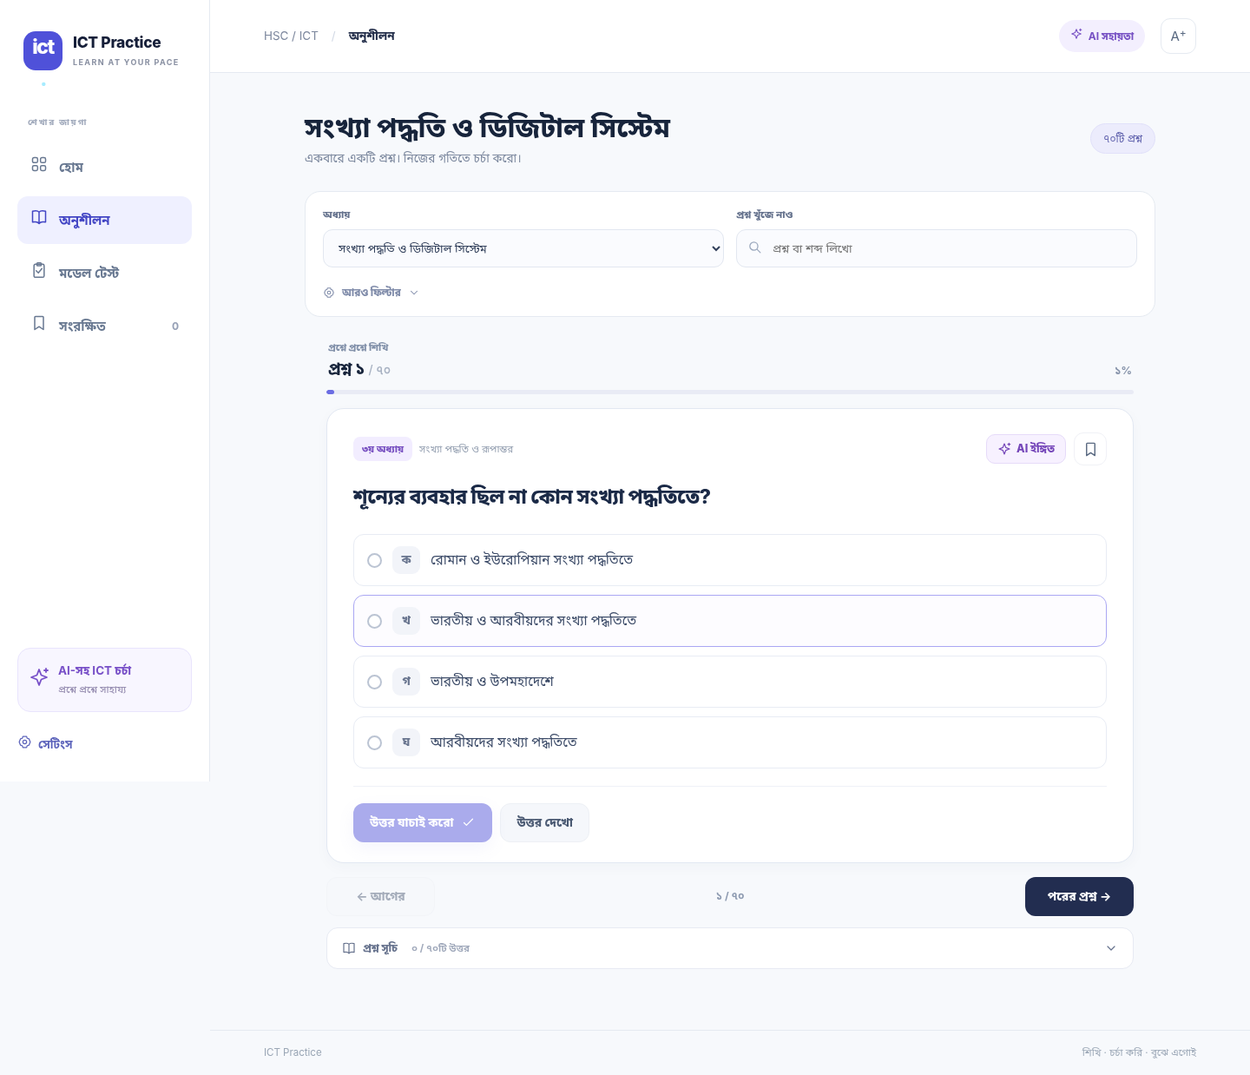 ict
ICT Practice
LEARN AT YOUR PACE
শেখার জায়গা
হোম
অনুশীলন
মডেল টেস্ট
সংরক্ষিত 0
AI-সহ ICT চর্চা
প্রশ্নে প্রশ্নে সাহায্য
সেটিংস
HSC / ICT / অনুশীলন
AI সহায়তা
A+
সংখ্যা পদ্ধতি ও ডিজিটাল সিস্টেম
একবারে একটি প্রশ্ন। নিজের গতিতে চর্চা করো।
৭০টি প্রশ্ন
অধ্যায়
সংখ্যা পদ্ধতি ও ডিজিটাল সিস্টেম
প্রশ্ন খুঁজে নাও
প্রশ্ন বা শব্দ লিখো
আরও ফিল্টার
প্রশ্নে প্রশ্নে শিখি
প্রশ্ন ১ / ৭০
১%
৩য় অধ্যায় সংখ্যা পদ্ধতি ও রূপান্তর
AI ইঙ্গিত
শূন্যের ব্যবহার ছিল না কোন সংখ্যা পদ্ধতিতে?
ক রোমান ও ইউরোপিয়ান সংখ্যা পদ্ধতিতে
খ ভারতীয় ও আরবীয়দের সংখ্যা পদ্ধতিতে
গ ভারতীয় ও উপমহাদেশে
ঘ আরবীয়দের সংখ্যা পদ্ধতিতে
উত্তর যাচাই করো
উত্তর দেখো
← আগের
১ / ৭০
পরের প্রশ্ন →
প্রশ্ন সূচি ০ / ৭০টি উত্তর
ICT Practice
শিখি · চর্চা করি · বুঝে এগোই